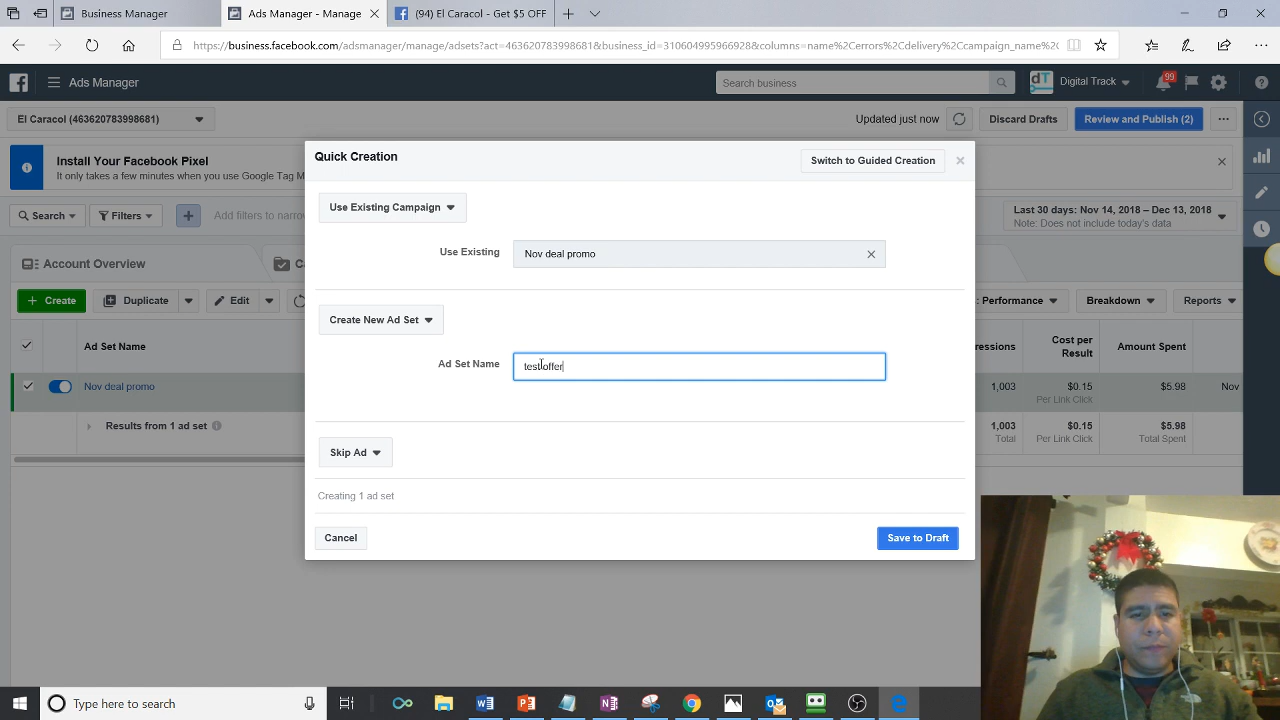 Business Manager
Ads Manager - Manage
(94) El Caracol - Get $5 OFF
https://business.facebook.com/adsmanager/manage/adsets?act=463620783998681&business_id=310604995966928&columns=name%2Cerrors%2Cdelivery%2Ccampaign_name%2C
Ads Manager
Search business
dT
Digital Track
99
El Caracol (463620783998681)
Updated just now
Discard Drafts
Review and Publish (2)
Install Your Facebook Pixel
It only takes a few minutes when you use Google Tag M
Quick Creation
Switch to Guided Creation
Search
Filters
Add filters to narro
Use Existing Campaign
Last 30 days: Nov 14, 2018 – Dec 13, 2018
Note: Does not include today's data
Account Overview
Ca
Use Existing
Nov deal promo
+ Create
Duplicate
Edit
: Performance
Breakdown
Reports
Create New Ad Set
Ad Set Name
ressions
Cost per
Result
Amount Spent
Ad Set Name
test offer
Nov deal promo
1,003
$0.15
Per Link Click
$5.98
Nov
Results from 1 ad set
1,003
Total
$0.15
Per Link Click
$5.98
Total Spent
Skip Ad
Creating 1 ad set
Cancel
Save to Draft
Type here to search